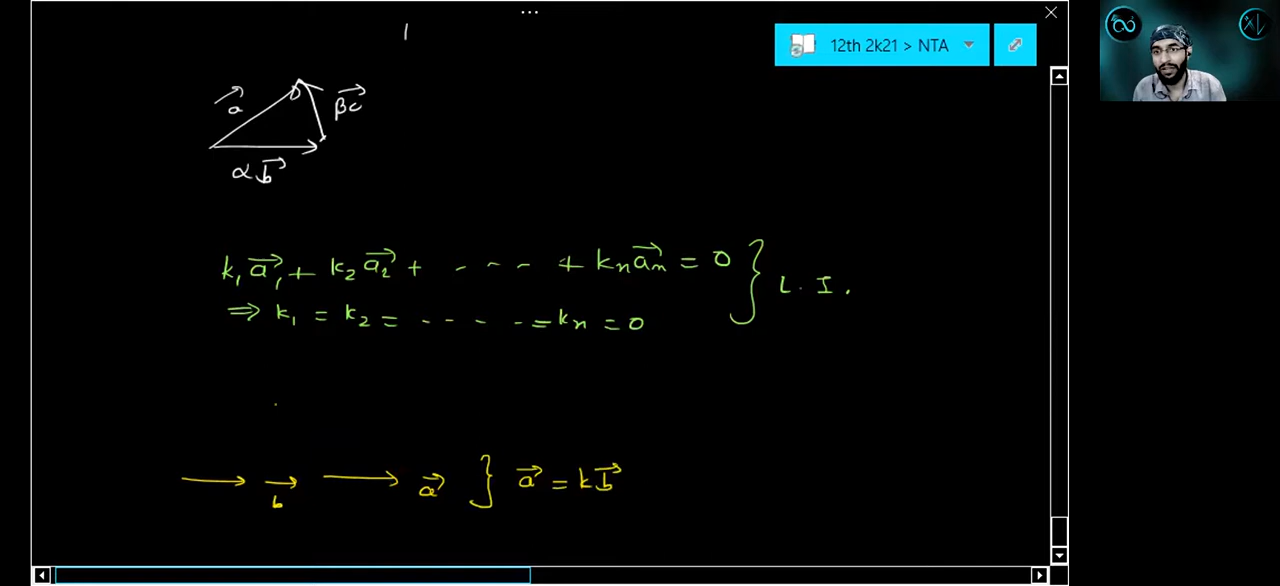 12th 2k21 > NTA
a⃗
βc⃗
αb⃗
k₁a⃗₁ + k₂a⃗₂ + - - - - + kₙa⃗ₙ = 0 } L. I.
⇒ k₁ = k₂ = - - - - - = kₙ = 0
b⃗ a⃗ } a⃗ = kb⃗